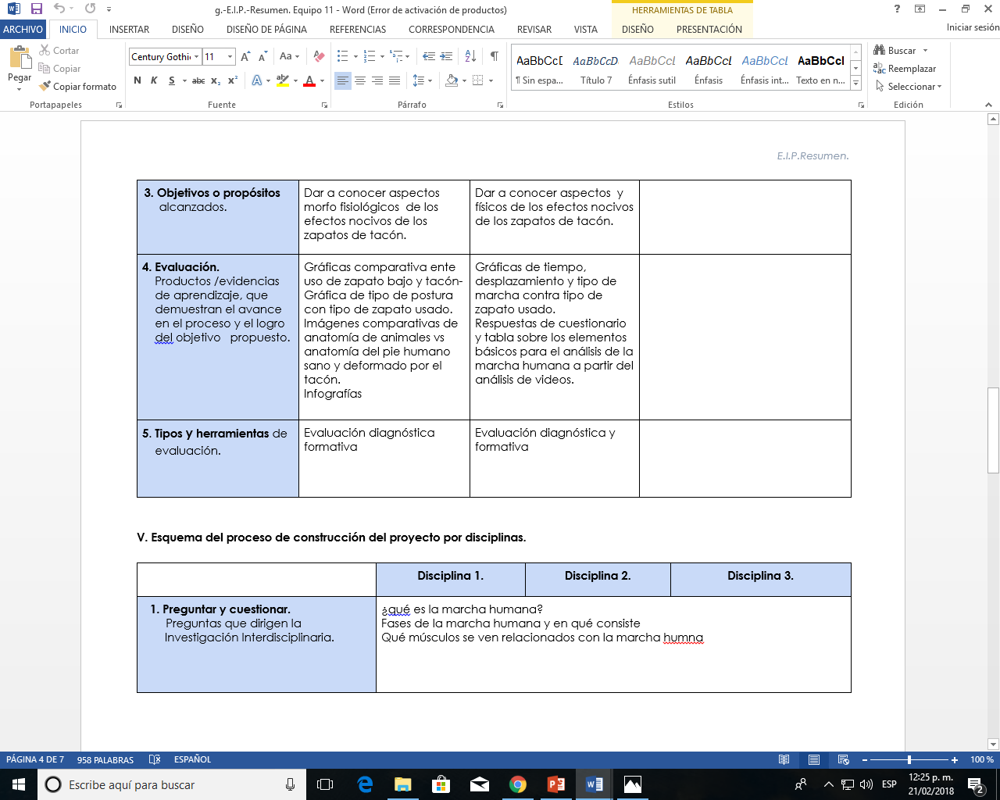 g.-E.I.P.-Resumen. Equipo 11 - Word (Error de activación de productos)
HERRAMIENTAS DE TABLA
ARCHIVO INICIO INSERTAR DISEÑO DISEÑO DE PÁGINA REFERENCIAS CORRESPONDENCIA REVISAR VISTA DISEÑO PRESENTACIÓN Iniciar sesión
Pegar
Cortar
Copiar
Copiar formato
Portapapeles
Century Gothi 11
N K S abc x₂ x²
Fuente
Párrafo
AaBbCcI AaBbCcD AaBbCcL AaBbCcL AaBbCcL AaBbCcl
¶ Sin espa... Título 7 Énfasis sutil Énfasis Énfasis int... Texto en n...
Estilos
Buscar
Reemplazar
Seleccionar
Edición
E.I.P.Resumen.
3. Objetivos o propósitos
alcanzados.
Dar a conocer aspectos
morfo fisiológicos  de los
efectos nocivos de los
zapatos de tacón.
Dar a conocer aspectos  y
físicos de los efectos nocivos
de los zapatos de tacón.
4. Evaluación.
Productos /evidencias
de aprendizaje, que
demuestran el avance
en el proceso y el logro
del objetivo   propuesto.
Gráficas comparativa ente
uso de zapato bajo y tacón-
Gráfica de tipo de postura
con tipo de zapato usado.
Imágenes comparativas de
anatomía de animales vs
anatomía del pie humano
sano y deformado por el
tacón.
Infografías
Gráficas de tiempo,
desplazamiento y tipo de
marcha contra tipo de
zapato usado.
Respuestas de cuestionario
y tabla sobre los elementos
básicos para el análisis de la
marcha humana a partir del
análisis de videos.
5. Tipos y herramientas de
evaluación.
Evaluación diagnóstica
formativa
Evaluación diagnóstica y
formativa
V. Esquema del proceso de construcción del proyecto por disciplinas.
Disciplina 1. Disciplina 2. Disciplina 3.
1. Preguntar y cuestionar.
Preguntas que dirigen la
Investigación Interdisciplinaria.
¿qué es la marcha humana?
Fases de la marcha humana y en qué consiste
Qué músculos se ven relacionados con la marcha humna
PÁGINA 4 DE 7 958 PALABRAS ESPAÑOL 100 %
Escribe aquí para buscar
ESP
12:25 p. m.
21/02/2018
2